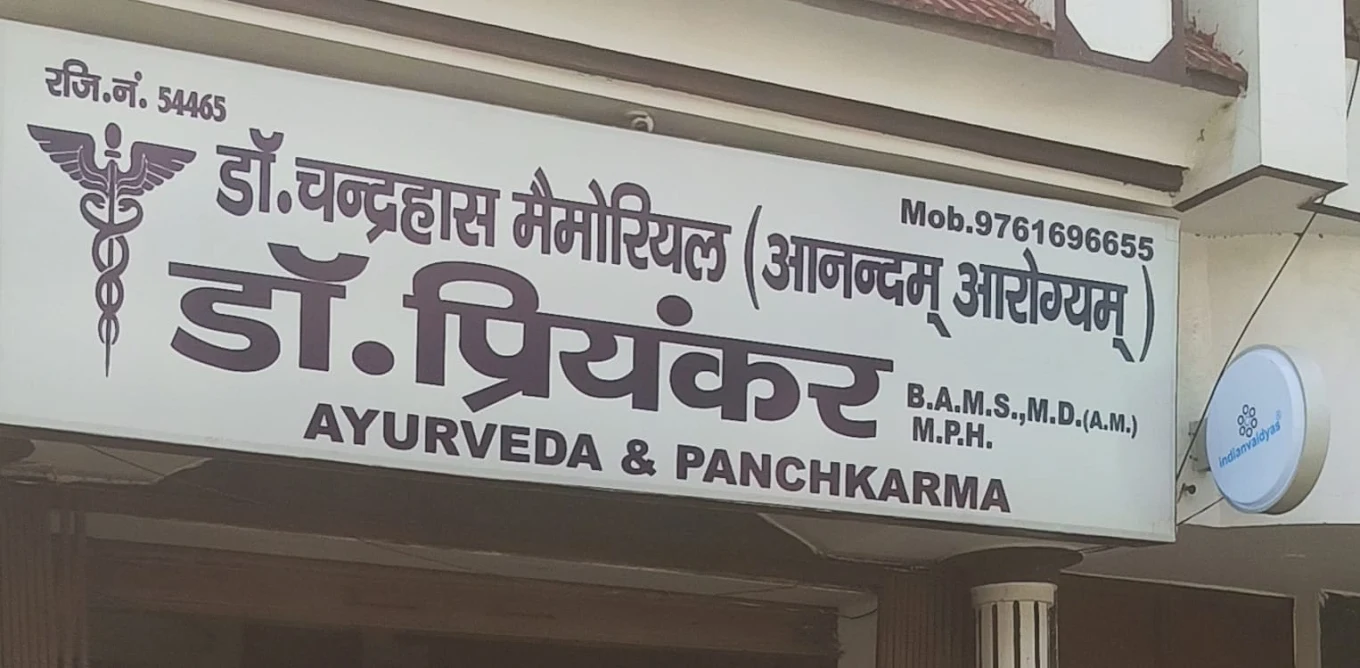 रजि.नं. 54465
Mob.9761696655
डॉ.चन्द्रहास मैमोरियल (आनन्दम् आरोग्यम्)
डॉ.प्रियंकर
B.A.M.S.,M.D.(A.M.)
M.P.H.
AYURVEDA & PANCHKARMA
indianvaidyas®